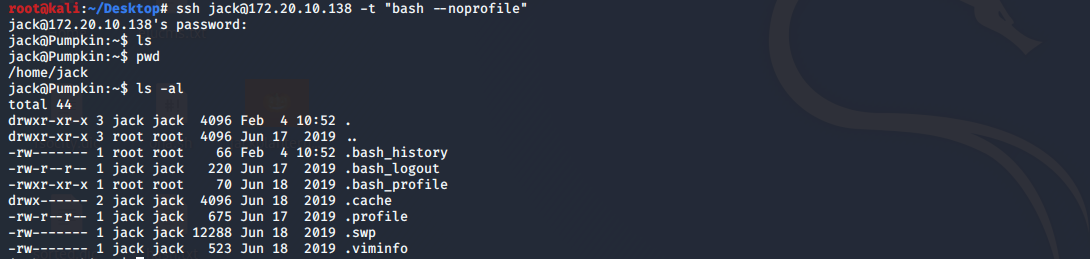 root@kali:~/Desktop# ssh jack@172.20.10.138 -t "bash --noprofile"
jack@172.20.10.138's password:
jack@Pumpkin:~$ ls
jack@Pumpkin:~$ pwd
/home/jack
jack@Pumpkin:~$ ls -al
total 44
drwxr-xr-x 3 jack jack  4096 Feb  4 10:52 .
drwxr-xr-x 3 root root  4096 Jun 17  2019 ..
-rw------- 1 root root    66 Feb  4 10:52 .bash_history
-rw-r--r-- 1 jack jack   220 Jun 17  2019 .bash_logout
-rwxr-xr-x 1 root root    70 Jun 18  2019 .bash_profile
drwx------ 2 jack jack  4096 Jun 18  2019 .cache
-rw-r--r-- 1 jack jack   675 Jun 17  2019 .profile
-rw------- 1 jack jack 12288 Jun 18  2019 .swp
-rw------- 1 jack jack   523 Jun 18  2019 .viminfo